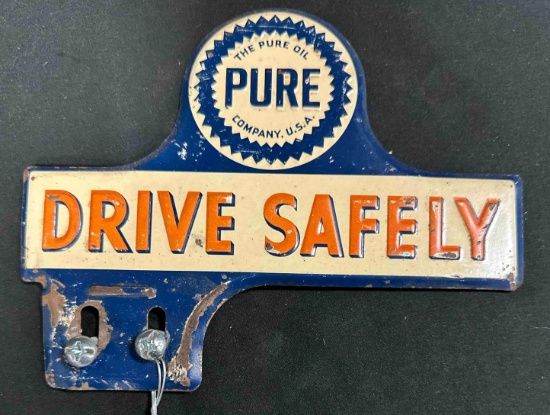 THE PURE OIL
PURE
COMPANY, U.S.A.
DRIVE SAFELY